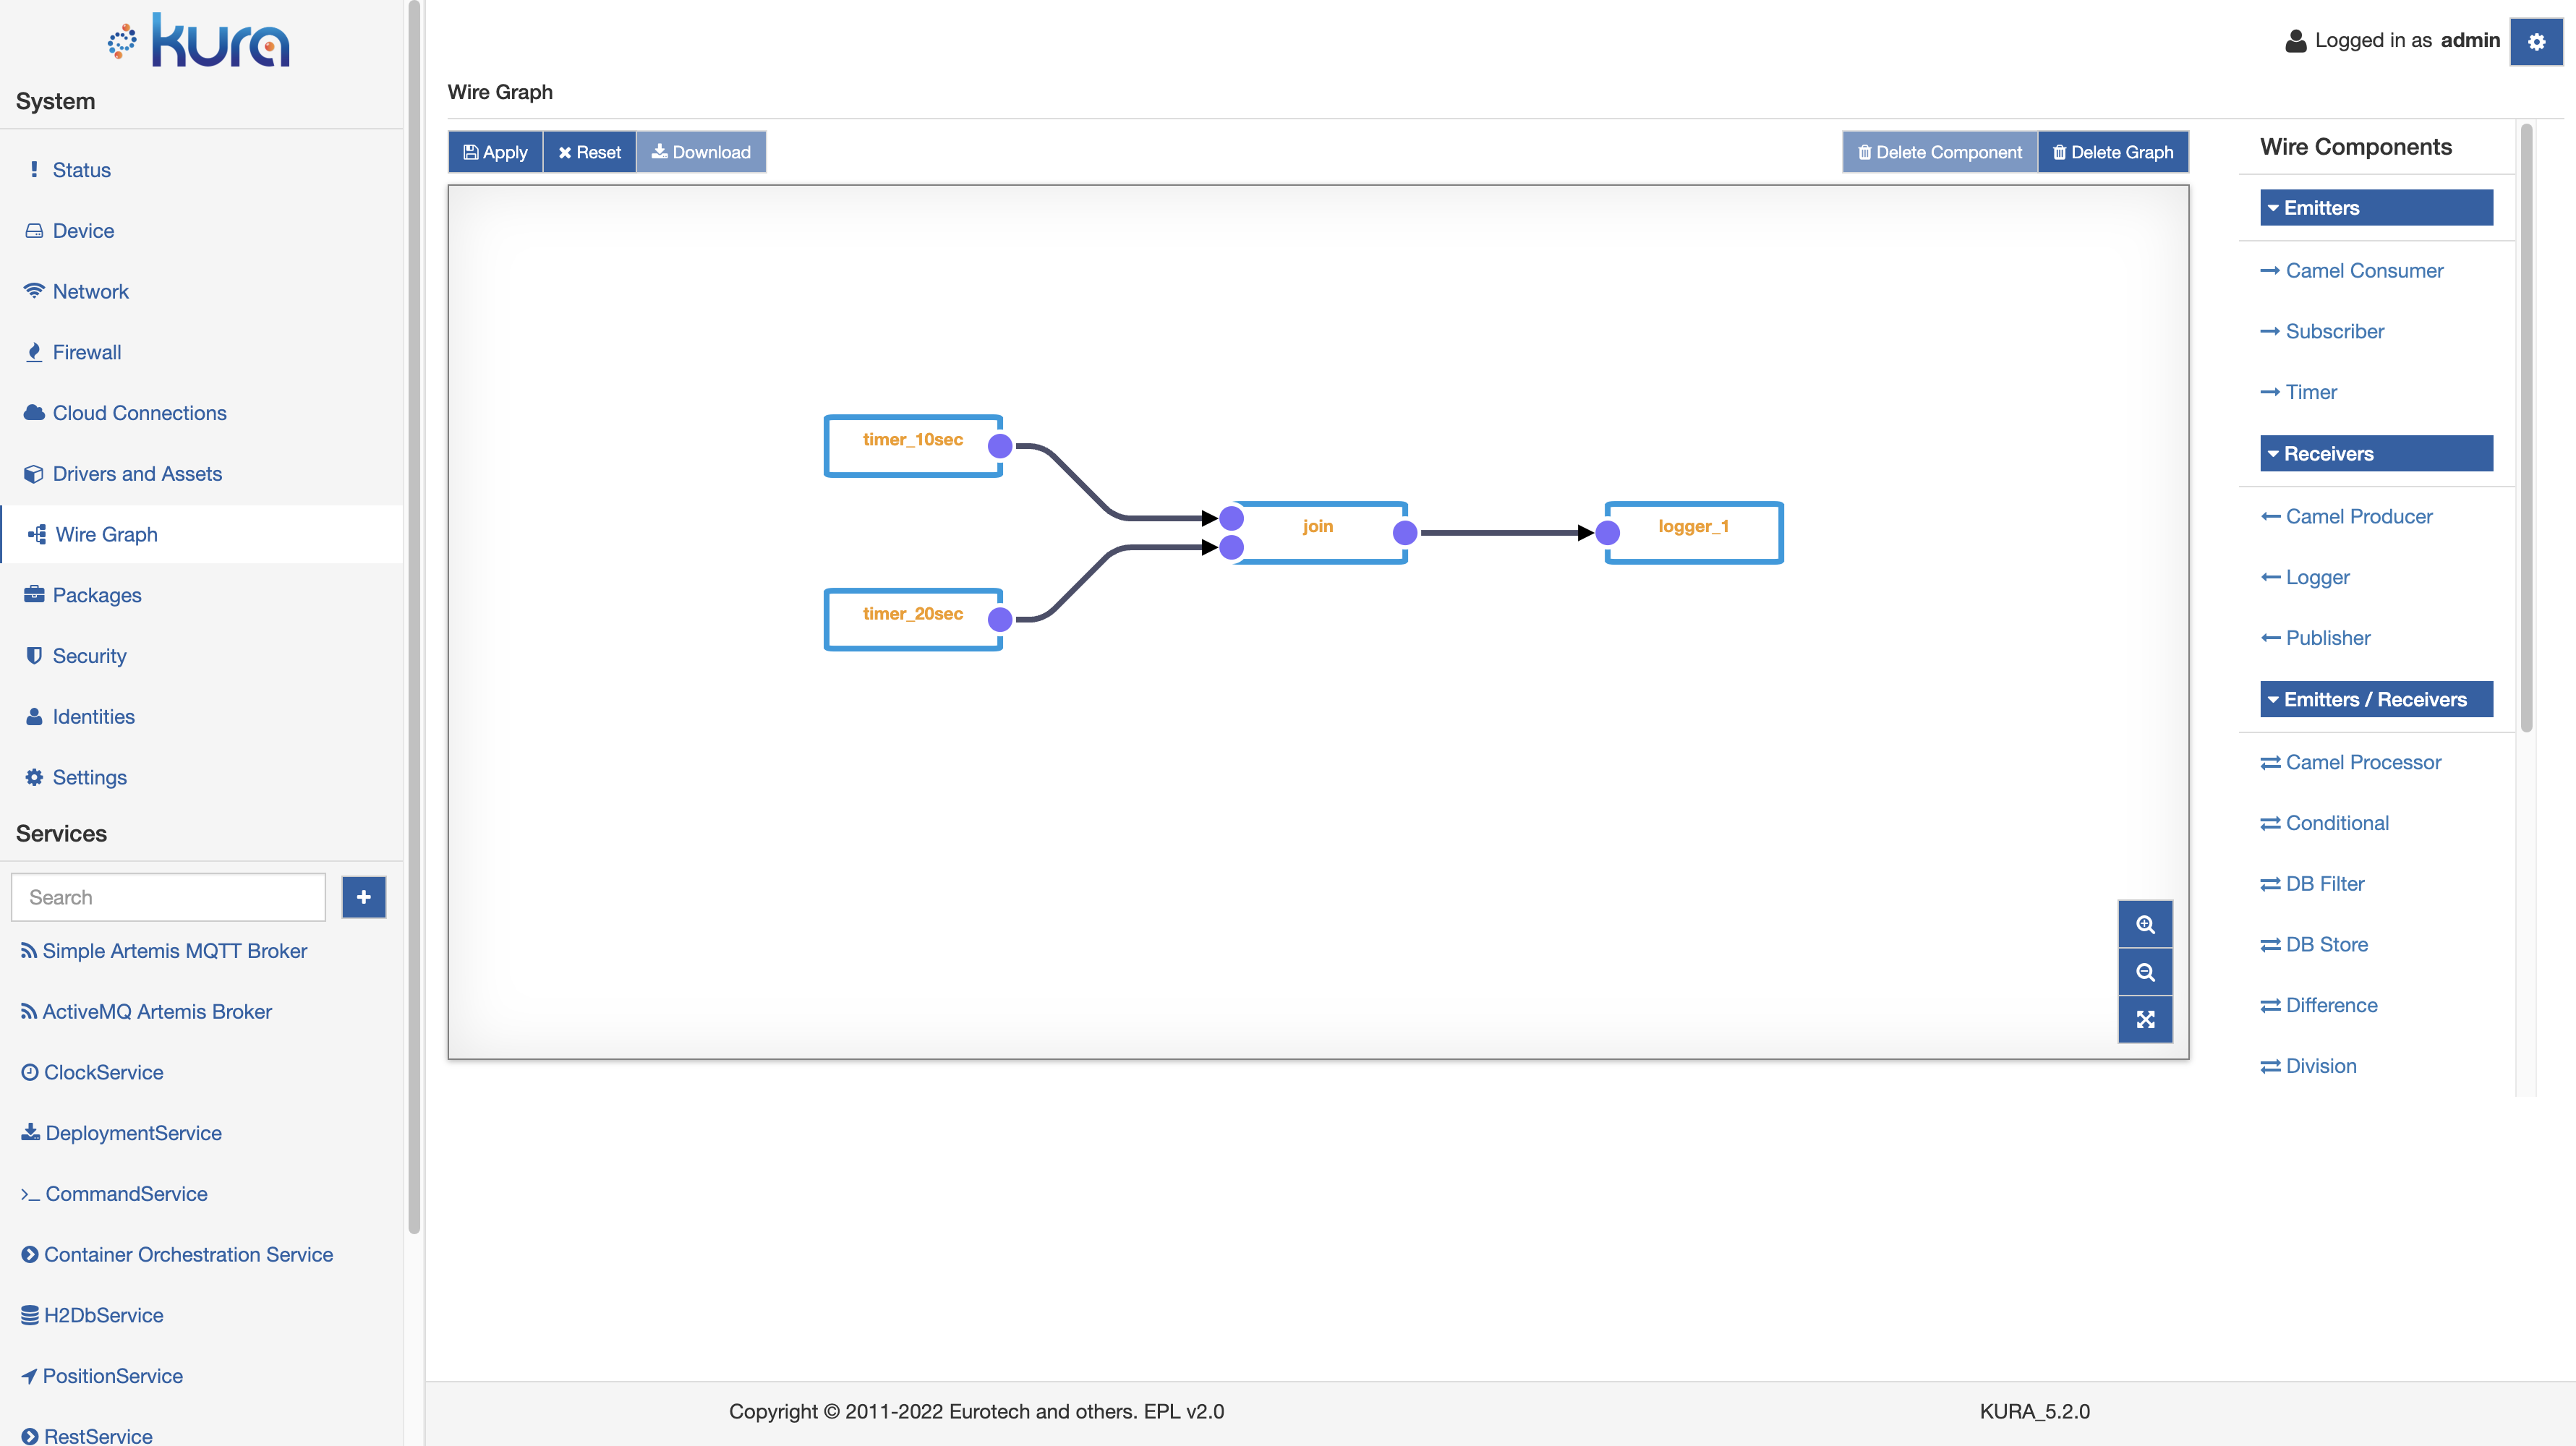 kura
System
Status
Device
Network
Firewall
Cloud Connections
Drivers and Assets
Wire Graph
Packages
Security
Identities
Settings
Services
Search
Simple Artemis MQTT Broker
ActiveMQ Artemis Broker
ClockService
DeploymentService
CommandService
Container Orchestration Service
H2DbService
PositionService
RestService
Logged in as admin
Wire Graph
Apply Reset Download Delete Component Delete Graph
timer_10sec
join
logger_1
timer_20sec
Wire Components
Emitters
Camel Consumer
Subscriber
Timer
Receivers
Camel Producer
Logger
Publisher
Emitters / Receivers
Camel Processor
Conditional
DB Filter
DB Store
Difference
Division
Copyright © 2011-2022 Eurotech and others. EPL v2.0
KURA_5.2.0